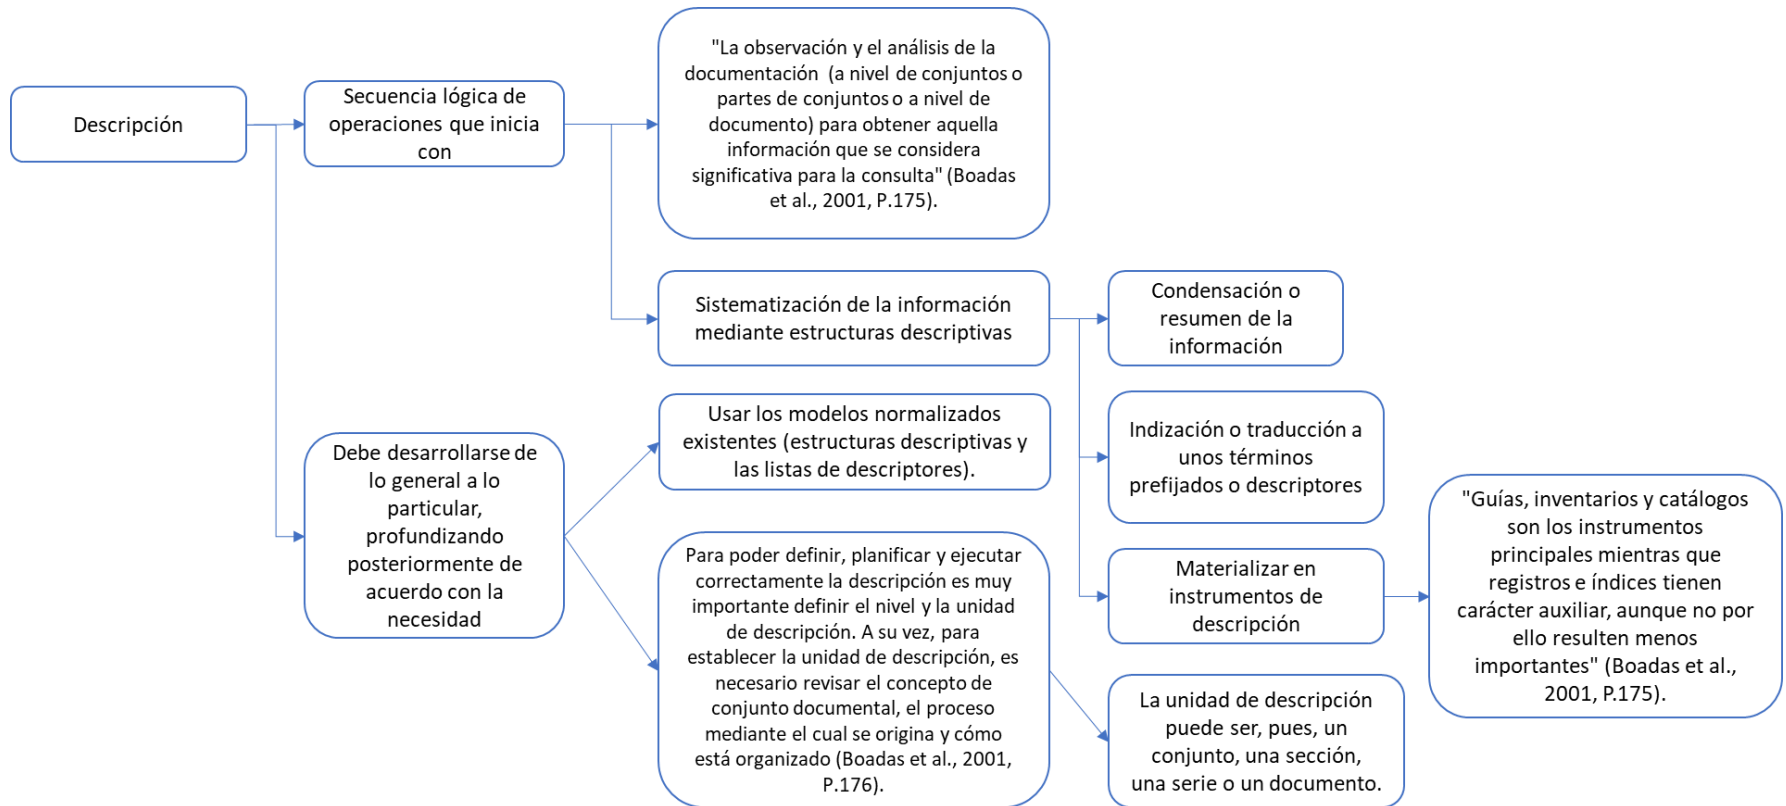 Descripción
Secuencia lógica de
operaciones que inicia
con
"La observación y el análisis de la
documentación (a nivel de conjuntos o
partes de conjuntos o a nivel de
documento) para obtener aquella
información que se considera
significativa para la consulta" (Boadas
et al., 2001, P.175).
Sistematización de la información
mediante estructuras descriptivas
Condensación o
resumen de la
información
Indización o traducción a
unos términos
prefijados o descriptores
Materializar en
instrumentos de
descripción
"Guías, inventarios y catálogos
son los instrumentos
principales mientras que
registros e índices tienen
carácter auxiliar, aunque no por
ello resulten menos
importantes" (Boadas et al.,
2001, P.175).
Debe desarrollarse de
lo general a lo
particular,
profundizando
posteriormente de
acuerdo con la
necesidad
Usar los modelos normalizados
existentes (estructuras descriptivas y
las listas de descriptores).
Para poder definir, planificar y ejecutar
correctamente la descripción es muy
importante definir el nivel y la unidad
de descripción. A su vez, para
establecer la unidad de descripción, es
necesario revisar el concepto de
conjunto documental, el proceso
mediante el cual se origina y cómo
está organizado (Boadas et al., 2001,
P.176).
La unidad de descripción
puede ser, pues, un
conjunto, una sección,
una serie o un documento.